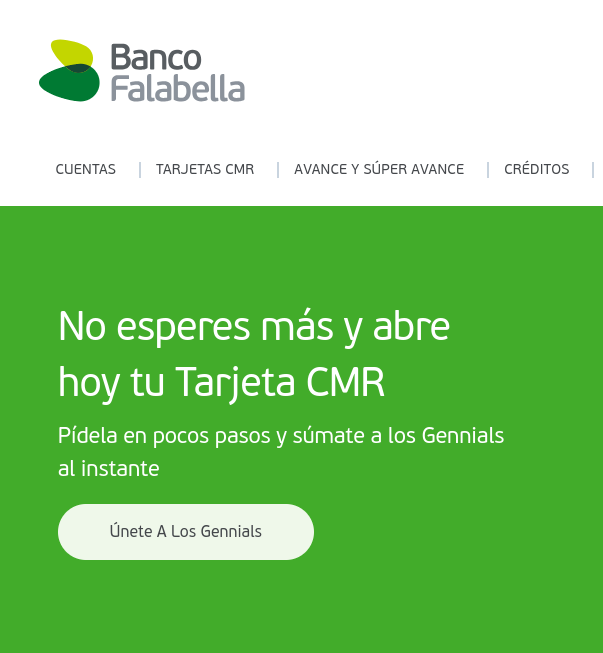 Banco
Falabella
CUENTAS
TARJETAS CMR
AVANCE Y SÚPER AVANCE
CRÉDITOS
No esperes más y abre
hoy tu Tarjeta CMR
Pídela en pocos pasos y súmate a los Gennials
al instante
Únete A Los Gennials